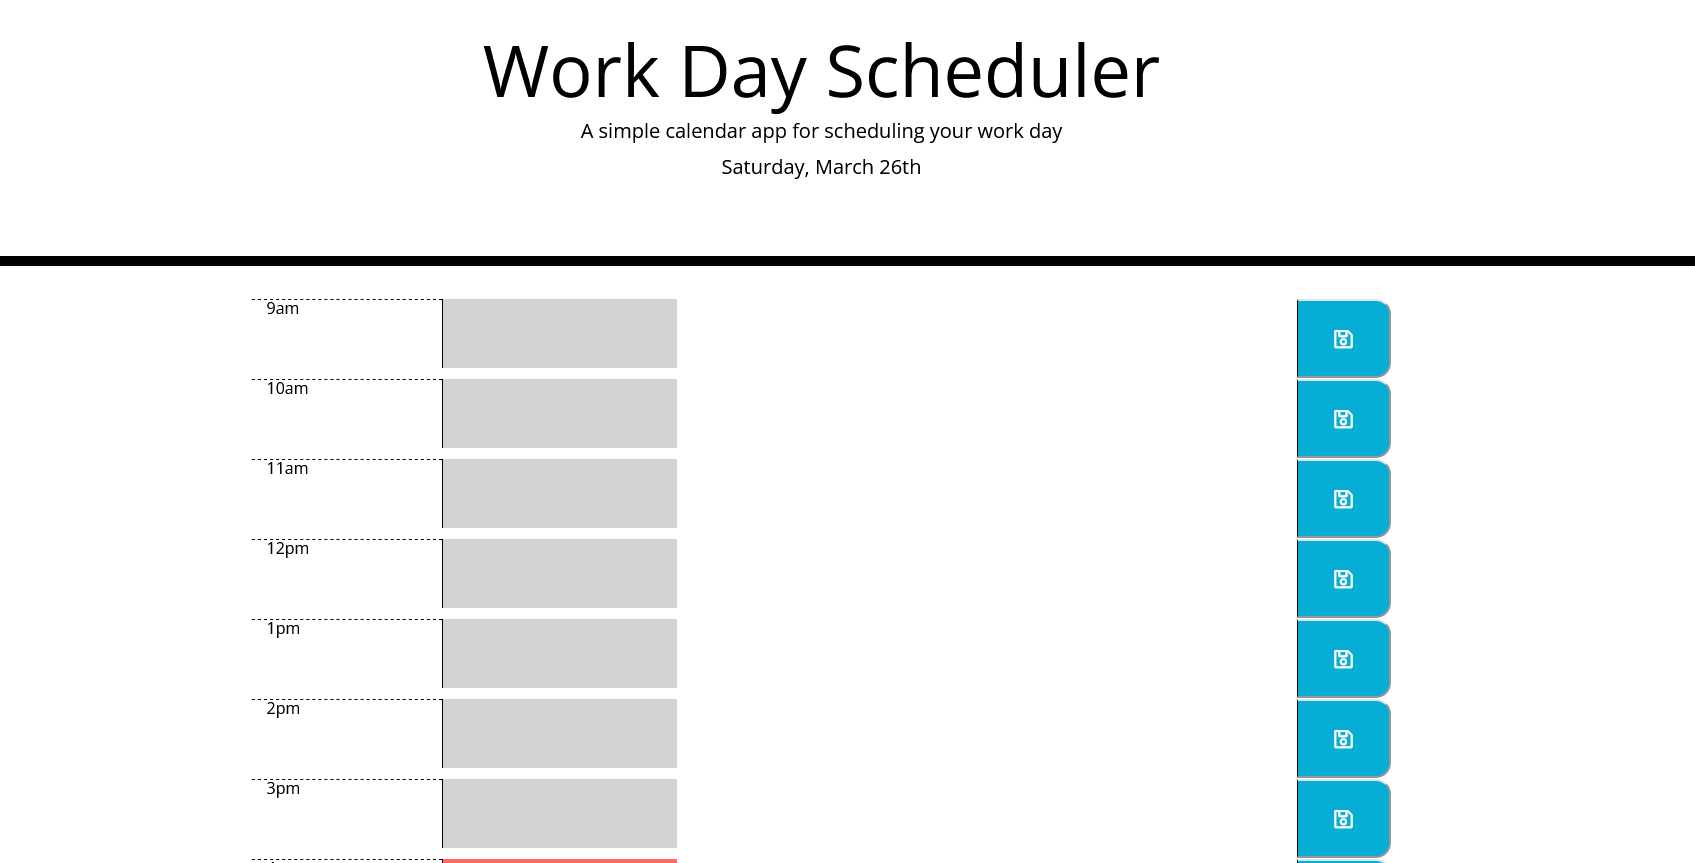 Work Day Scheduler
A simple calendar app for scheduling your work day
Saturday, March 26th
9am
10am
11am
12pm
1pm
2pm
3pm